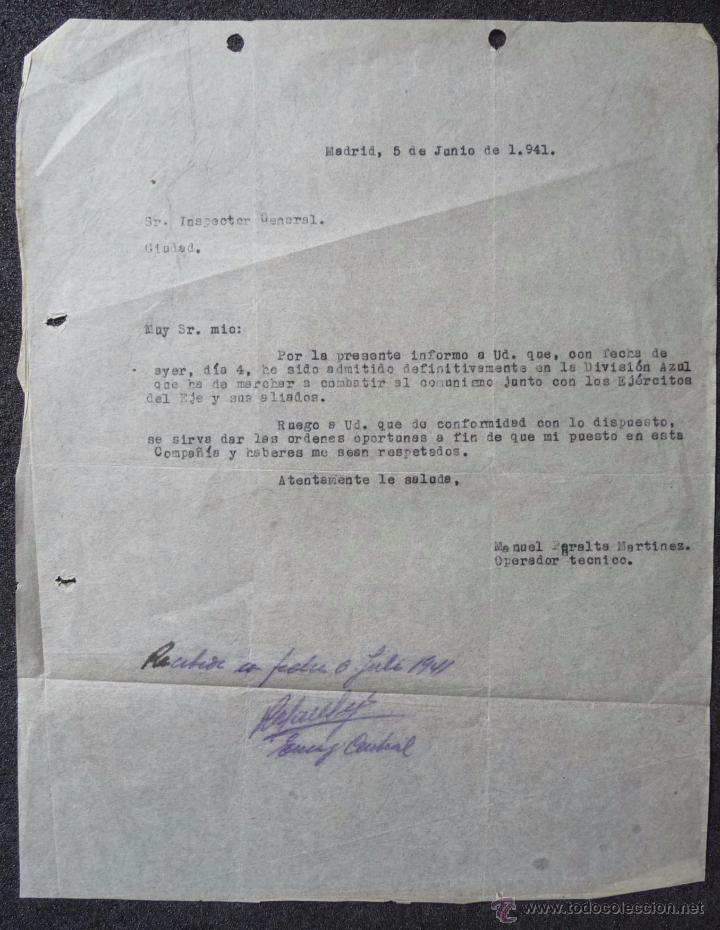 Madrid, 5 de Junio de 1.941.
Sr. Inspector General.
Ciudad.
Muy Sr. mio:
Por la presente informo a Ud. que, con fecha de
ayer, día 4, he sido admitido definitivamente en la División Azul
que ha de marchar a combatir al comunismo junto con los Ejércitos
del Eje y sus aliados.
Ruego a Ud. que de conformidad con lo dispuesto,
se sirva dar las ordenes oportunas a fin de que mi puesto en esta
Compañía y haberes me sean respetados.
Atentamente le saluda,
Manuel Peralta Martinez.
Operador tecnico.
Recibida en fecha 6 Julio 1941
Central
www.todocoleccion.net